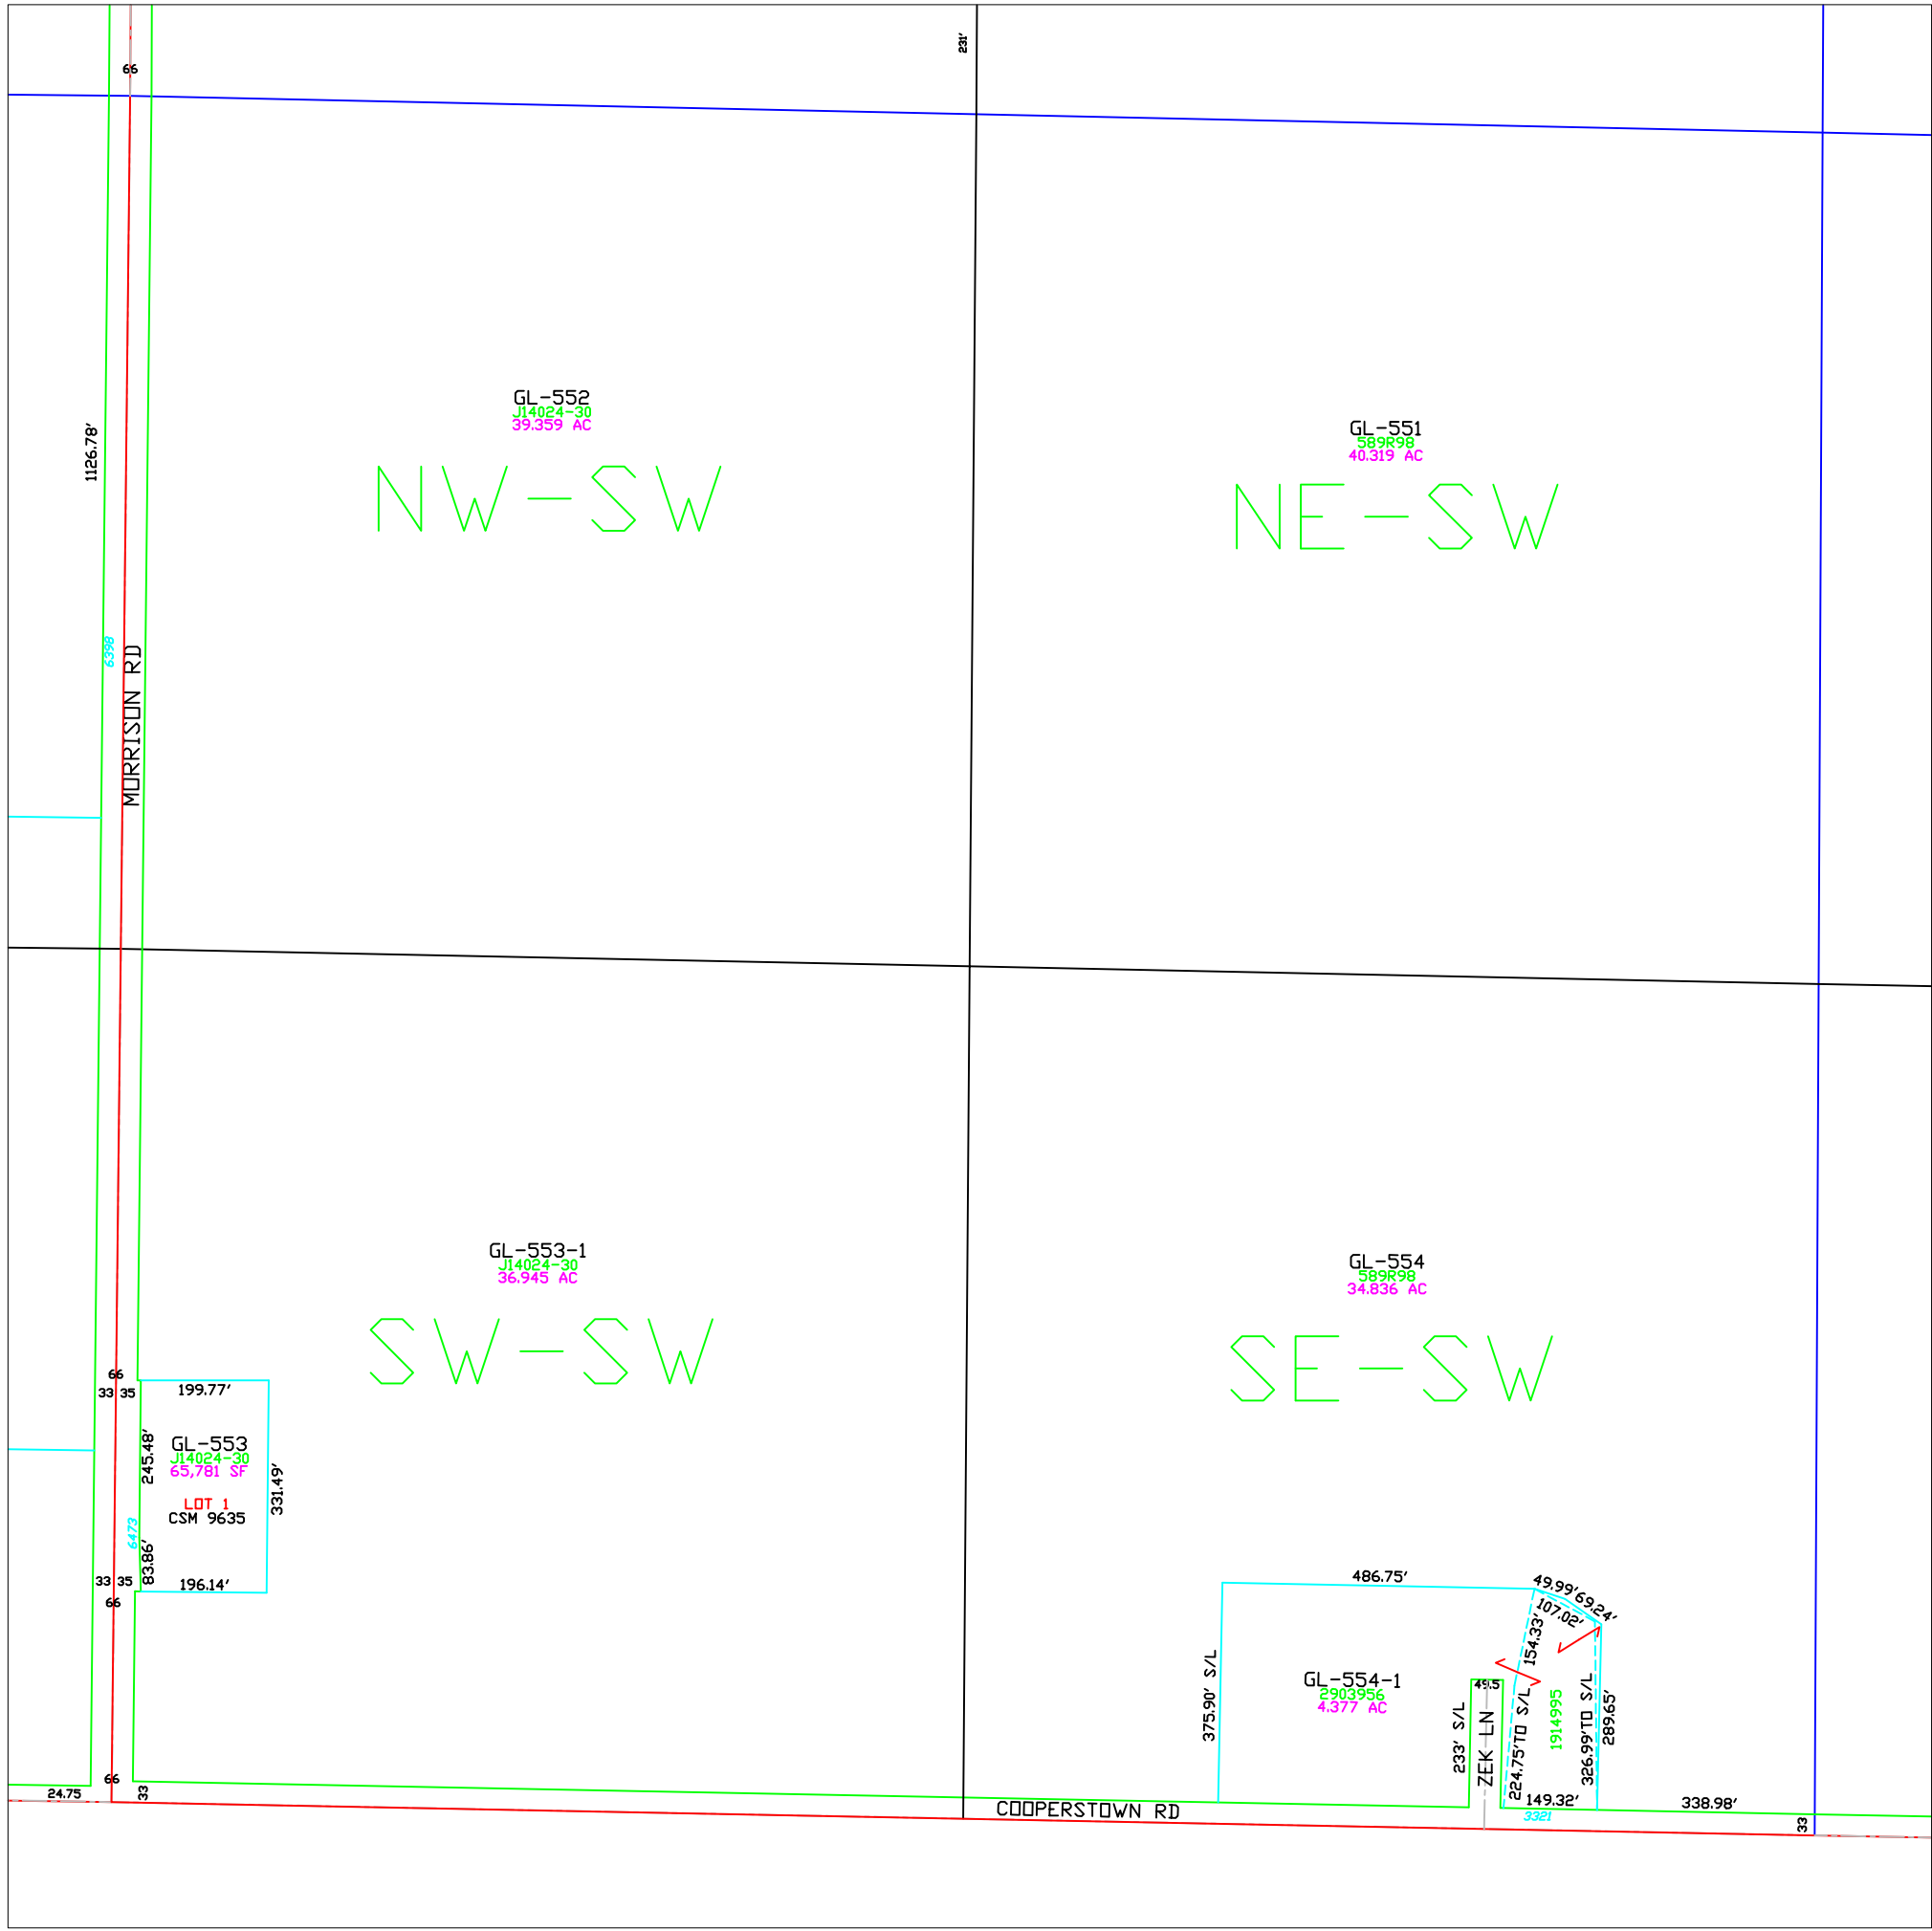 66
231'
GL-552
J14024-30
39.359 AC
NW-SW
GL-551
589R98
40.319 AC
NE-SW
1126.78'
6398
MORRISON RD
GL-553-1
J14024-30
36.945 AC
SW-SW
GL-554
589R98
34.836 AC
SE-SW
66
33 35
199.77'
245.48'
GL-553
J14024-30
65,781 SF
LOT 1
CSM 9635
331.49'
6473
83.86'
33 35
196.14'
66
486.75'
49.99'
69.24'
107.02'
154.33'
375.90' S/L
GL-554-1
2903956
4.377 AC
49.5
233' S/L
ZEK LN
224.75'TO S/L
1914995
326.99'TO S/L
289.65'
66
24.75
33
COOPERSTOWN RD
149.32'
3321
338.98'
33